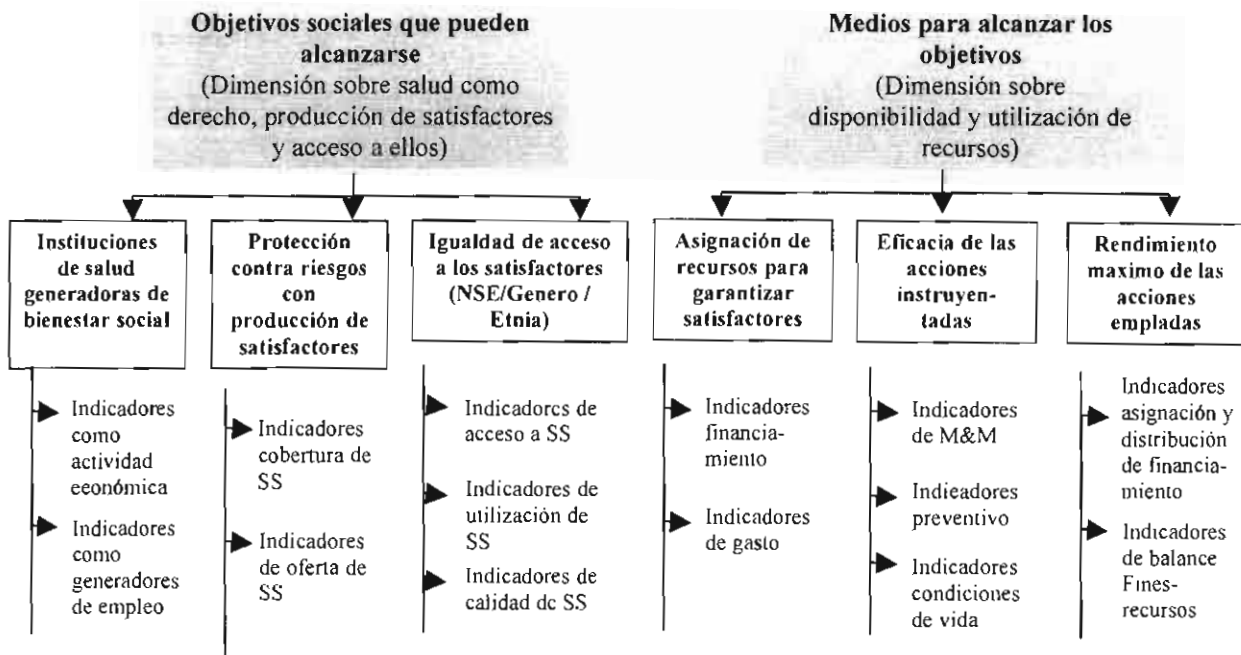 Objetivos sociales que pueden
alcanzarse
(Dimensión sobre salud como
derecho, producción de satisfactores
y acceso a ellos)
Medios para alcanzar los
objetivos
(Dimensión sobre
disponibilidad y utilización de
recursos)
Instituciones
de salud
generadoras de
bienestar social
Protección
contra riesgos
con
producción de
satisfactores
Igualdad de acceso
a los satisfactores
(NSE/Genero /
Etnia)
Asignación de
recursos para
garantizar
satisfactores
Eficacia de las
acciones
instruyen-
tadas
Rendimiento
maximo de las
acciones
empladas
Indicadores
como
actividad
económica
Indicadores
como
generadores
de empleo
Indicadores
cobertura de
SS
Indicadores
de oferta de
SS
Indicadores de
acceso a SS
Indicadores de
utilización de
SS
Indicadores de
calidad de SS
Indicadores
financia-
miento
Indicadores
de gasto
Indicadores
de M&M
Indicadores
preventivo
Indicadores
condiciones
de vida
Indicadores
asignación y
distribución
de financia-
miento
Indicadores
de balance
Fines-
recursos